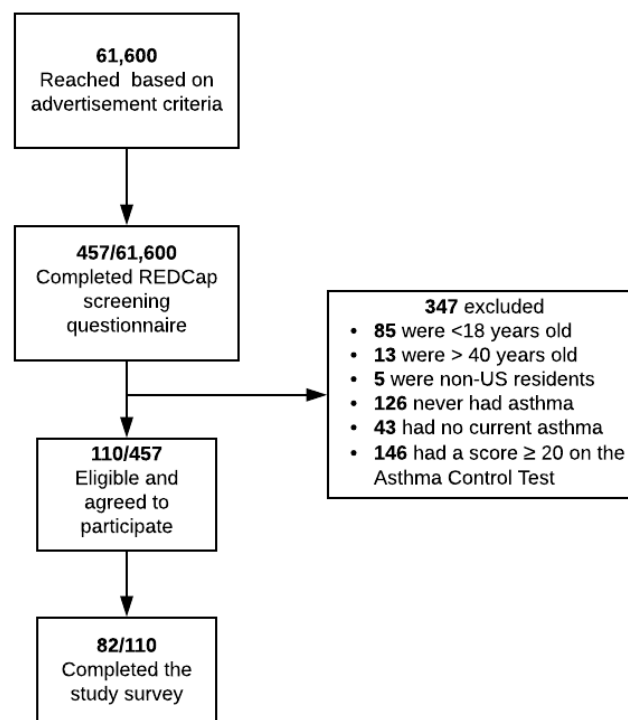 61,600
Reached based on
advertisement criteria
457/61,600
Completed REDCap
screening
questionnaire
347 excluded
• 85 were <18 years old
• 13 were > 40 years old
• 5 were non-US residents
• 126 never had asthma
• 43 had no current asthma
• 146 had a score ≥ 20 on the
Asthma Control Test
110/457
Eligible and
agreed to
participate
82/110
Completed the
study survey